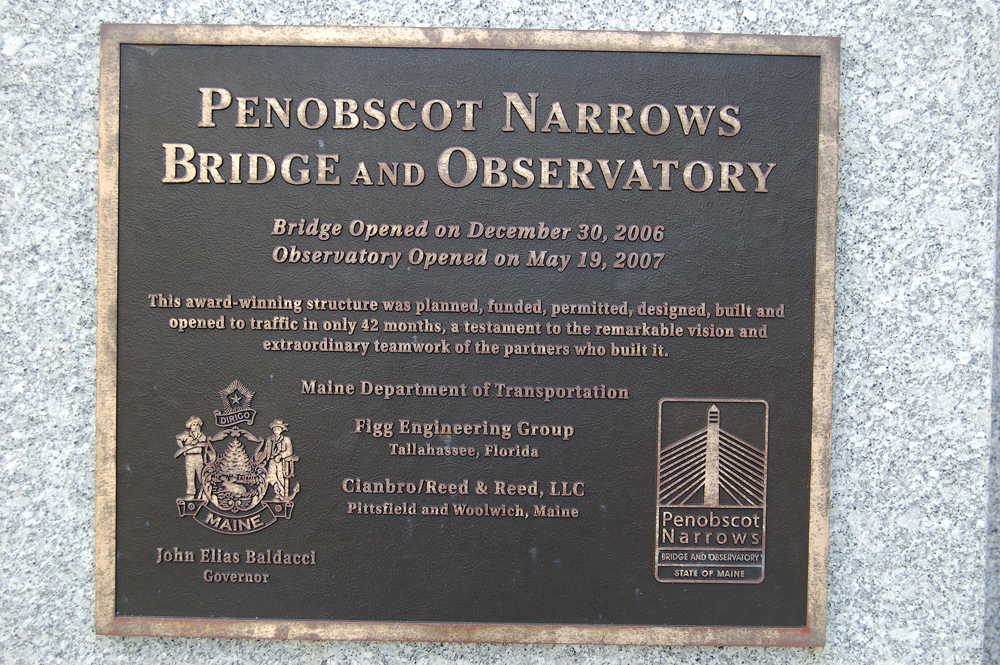 PENOBSCOT NARROWS
BRIDGE AND OBSERVATORY
Bridge Opened on December 30, 2006
Observatory Opened on May 19, 2007
This award-winning structure was planned, funded, permitted, designed, built and
opened to traffic in only 42 months, a testament to the remarkable vision and
extraordinary teamwork of the partners who built it.
Maine Department of Transportation
Figg Engineering Group
Tallahassee, Florida
Cianbro/Reed & Reed, LLC
Pittsfield and Woolwich, Maine
DIRIGO
MAINE
John Elias Baldacci
Governor
Penobscot
Narrows
BRIDGE AND OBSERVATORY
STATE OF MAINE